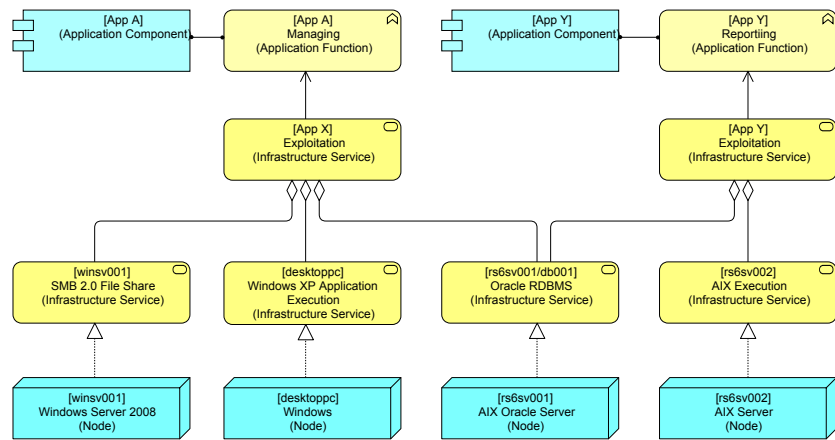 [App A]
(Application Component)
[App A]
Managing
(Application Function)
[App Y]
(Application Component)
[App Y]
Reportiing
(Application Function)
[App X]
Exploitation
(Infrastructure Service)
[App Y]
Exploitation
(Infrastructure Service)
[winsv001]
SMB 2.0 File Share
(Infrastructure Service)
[desktoppc]
Windows XP Application
Execution
(Infrastructure Service)
[rs6sv001/db001]
Oracle RDBMS
(Infrastructure Service)
[rs6sv002]
AIX Execution
(Infrastructure Service)
[winsv001]
Windows Server 2008
(Node)
[desktoppc]
Windows
(Node)
[rs6sv001]
AIX Oracle Server
(Node)
[rs6sv002]
AIX Server
(Node)